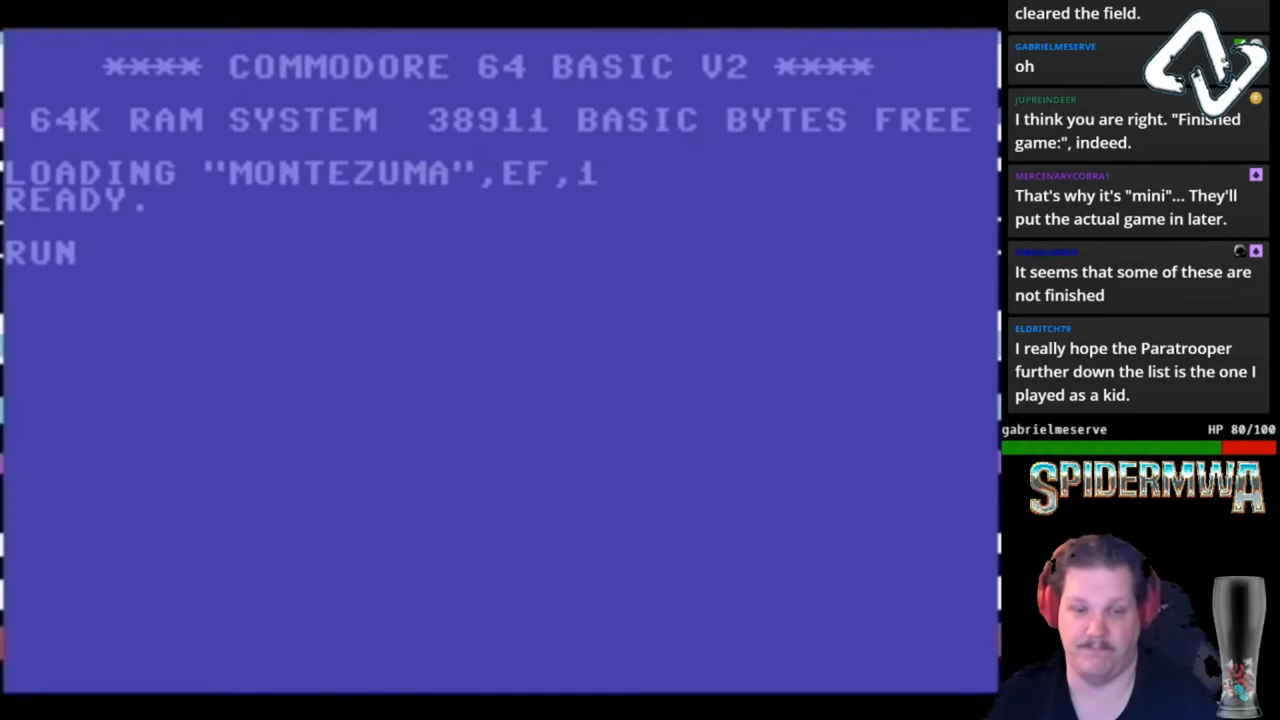 **** COMMODORE 64 BASIC V2 ****
64K RAM SYSTEM 38911 BASIC BYTES FREE
LOADING "MONTEZUMA",EF,1
READY.
RUN
cleared the field.
GABRIELMESERVE
oh
JUPREINDEER
I think you are right. "Finished
game:", indeed.
MERCENARYCOBRA1
That's why it's "mini"... They'll
put the actual game in later.
It seems that some of these are
not finished
ELDRITCH79
I really hope the Paratrooper
further down the list is the one I
played as a kid.
gabrielmeserve HP 80/100
SPIDERMWA